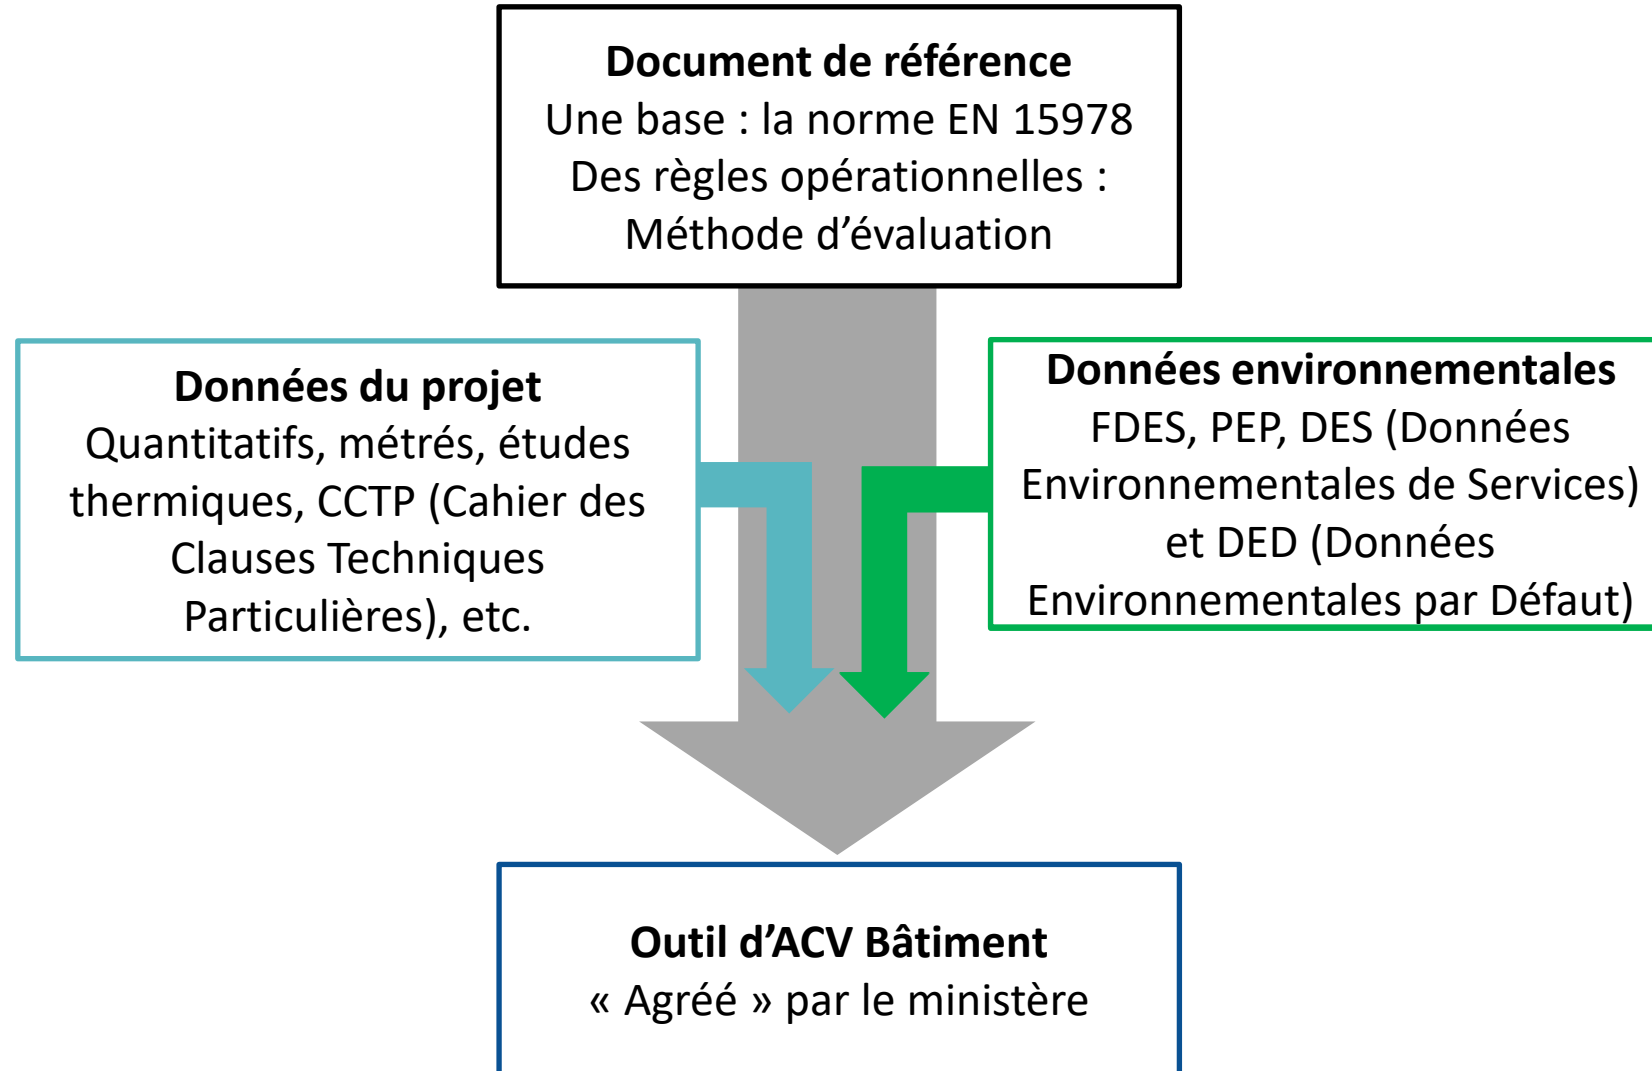 Document de référence
Une base : la norme EN 15978
Des règles opérationnelles :
Méthode d’évaluation
Données du projet
Quantitatifs, métrés, études
thermiques, CCTP (Cahier des
Clauses Techniques
Particulières), etc.
Données environnementales
FDES, PEP, DES (Données
Environnementales de Services)
et DED (Données
Environnementales par Défaut)
Outil d’ACV Bâtiment
« Agréé » par le ministère